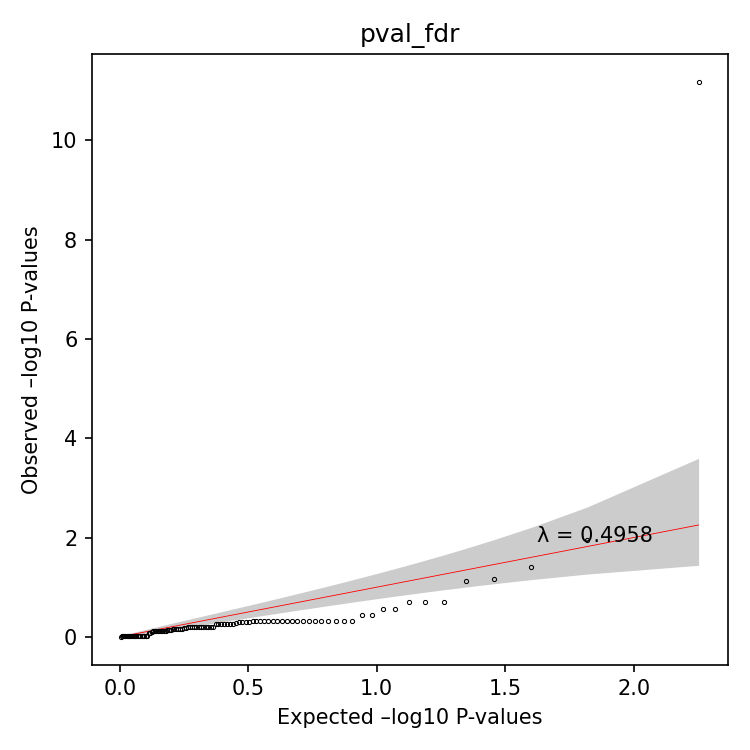 pval_fdr
Observed –log10 P-values
10
8
6
4
2
0
λ = 0.4958
0.0 0.5 1.0 1.5 2.0
Expected –log10 P-values